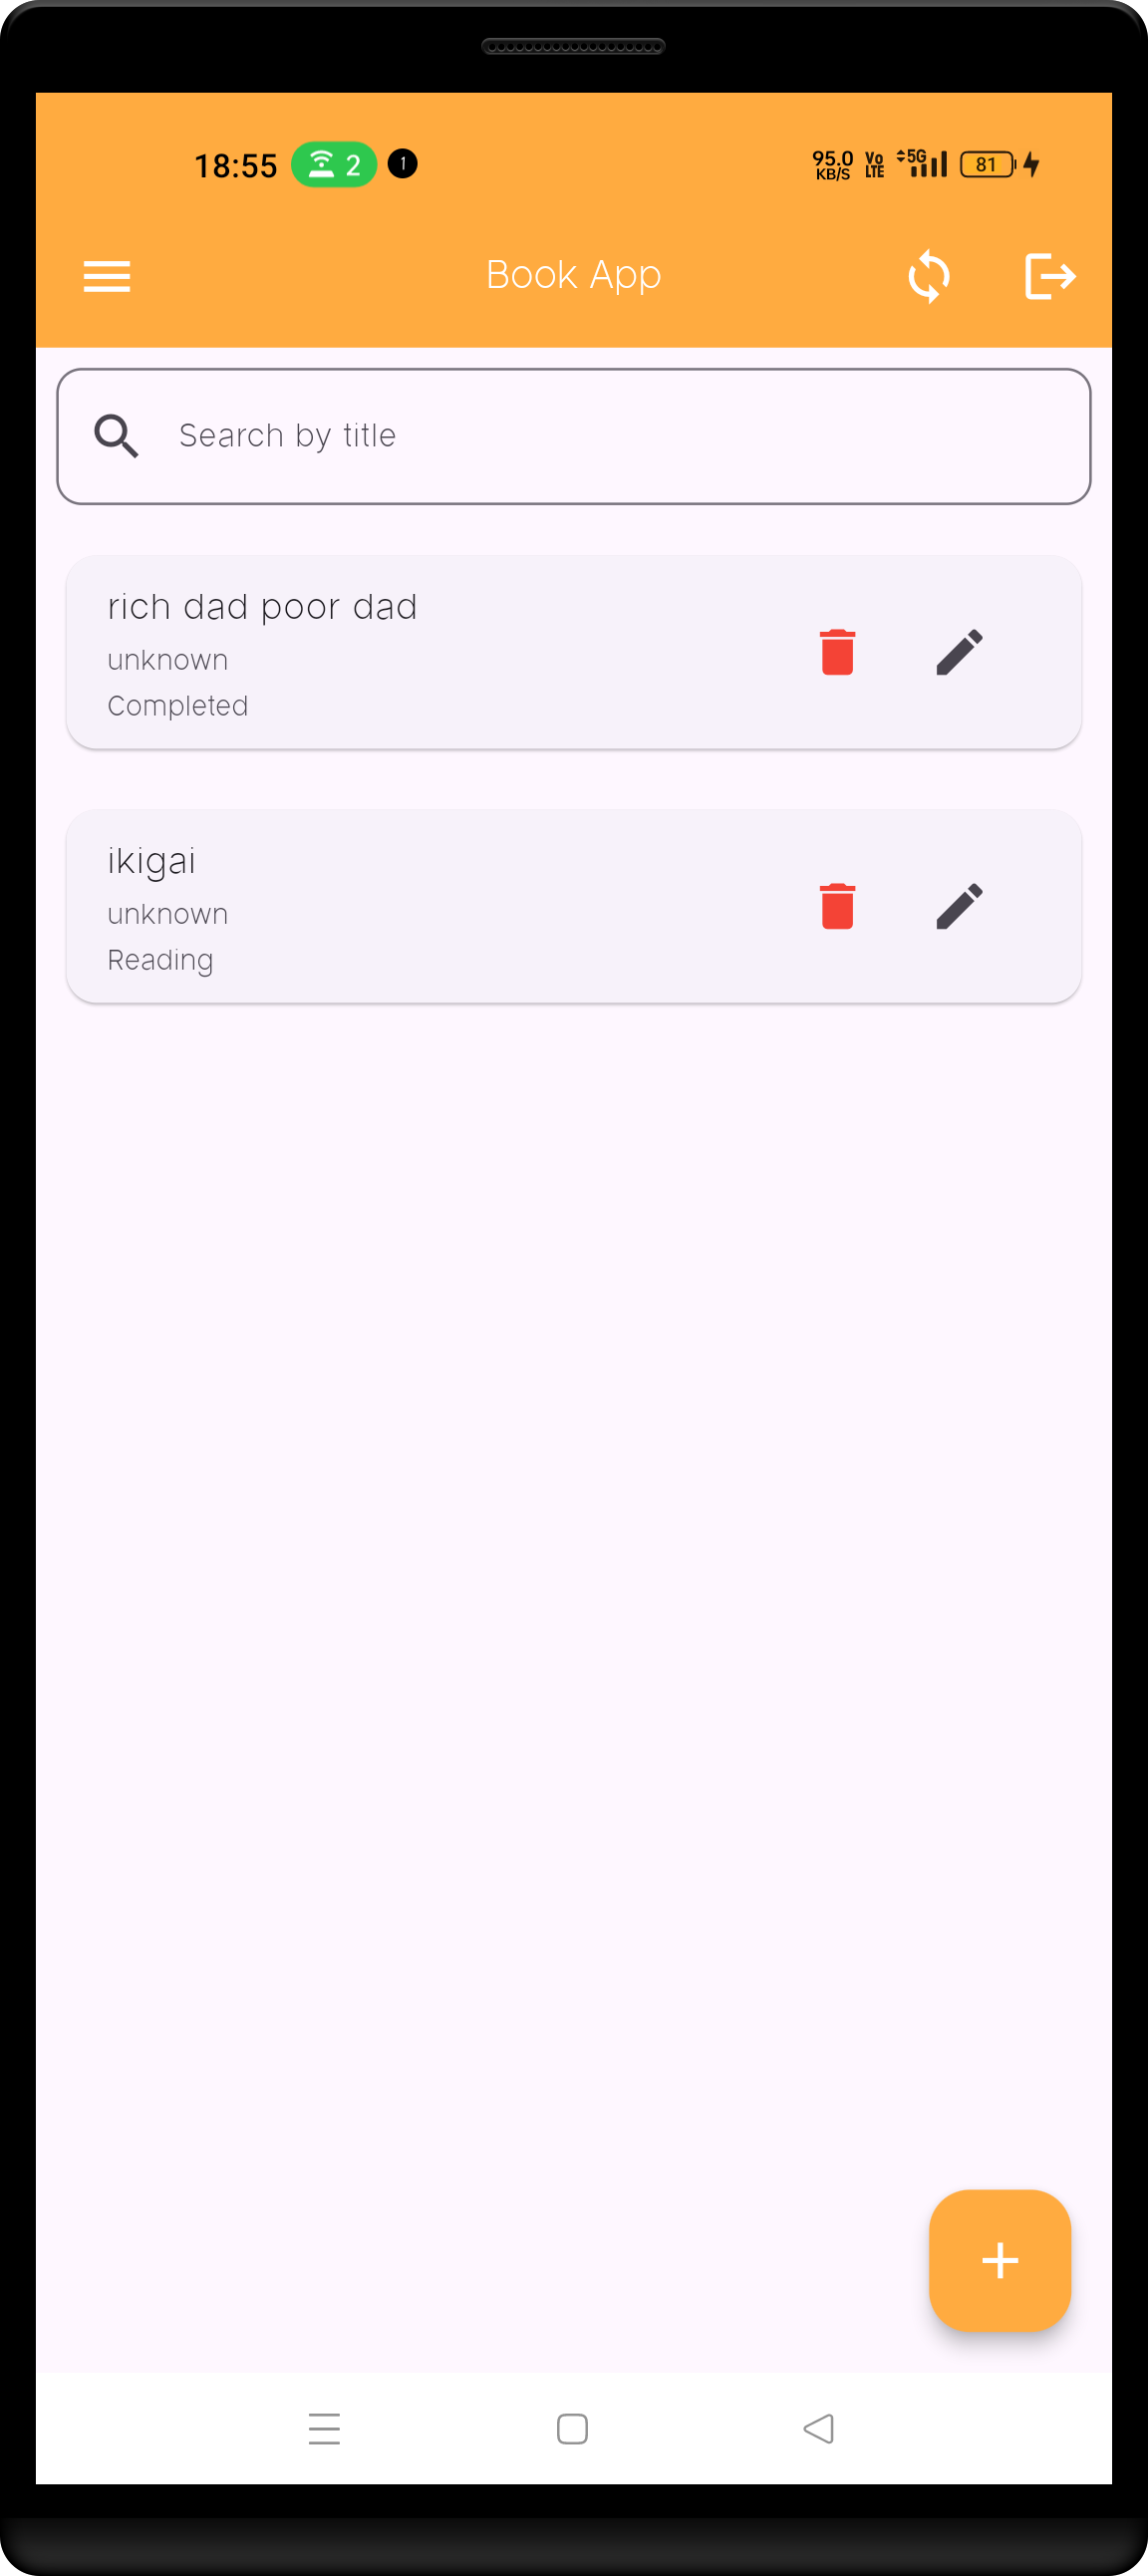 18:55 2 1 95.0 KB/S Vo LTE 5G 81
Book App
Search by title
rich dad poor dad
unknown
Completed
ikigai
unknown
Reading